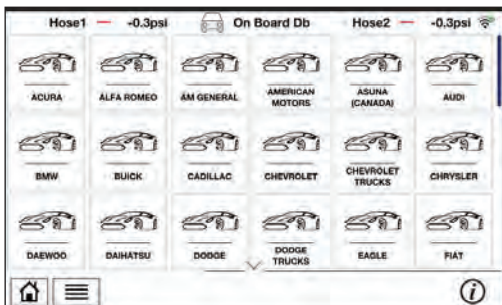 Hose1 — -0.3psi On Board Db Hose2 — -0.3psi
ACURA ALFA ROMEO AM GENERAL AMERICAN MOTORS ASUNA (CANADA) AUDI
BMW BUICK CADILLAC CHEVROLET CHEVROLET TRUCKS CHRYSLER
DAEWOO DAIHATSU DODGE DODGE TRUCKS EAGLE FIAT
i